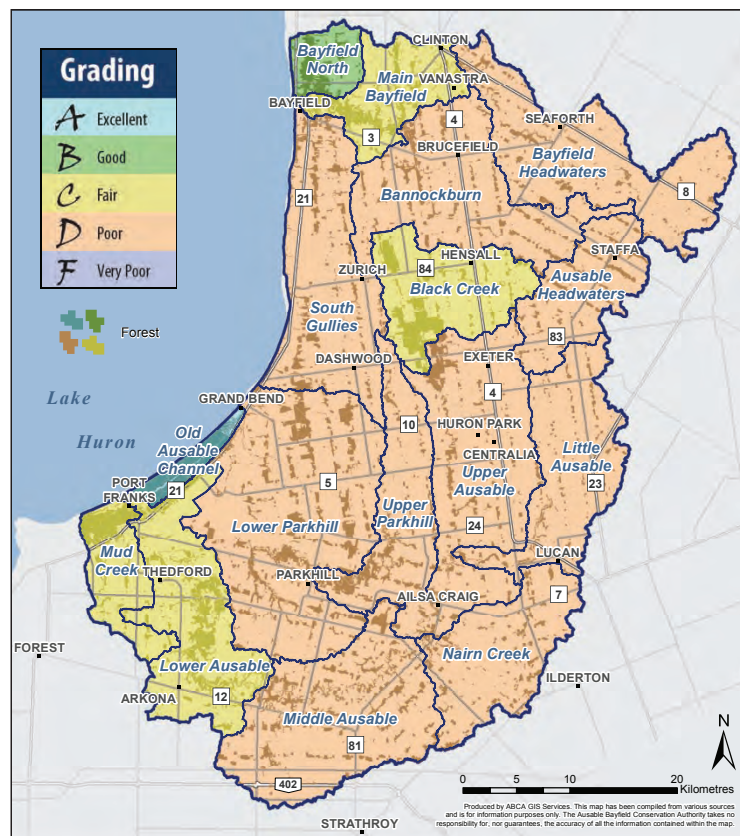 Grading
A Excellent
B Good
C Fair
D Poor
F Very Poor
Forest
Lake
Huron
Bayfield
North
CLINTON
Main
Bayfield
VANASTRA
BAYFIELD
3
4
SEAFORTH
BRUCEFIELD
Bayfield
Headwaters
8
21
Bannockburn
STAFFA
ZURICH
84
HENSALL
Black Creek
Ausable
Headwaters
South
Gullies
DASHWOOD
EXETER
83
4
GRAND BEND
Old
Ausable
Channel
10
HURON PARK
CENTRALIA
Upper
Ausable
Little
Ausable
23
PORT
FRANKS
21
5
Lower Parkhill
Upper
Parkhill
24
Mud
Creek
THEDFORD
PARKHILL
LUCAN
AILSA CRAIG
7
FOREST
Lower Ausable
Nairn Creek
ARKONA
12
ILDERTON
Middle Ausable
81
402
STRATHROY
N
0 5 10 20
Kilometres
Produced by ABCA GIS Services. This map has been compiled from various sources
and is for information purposes only. The Ausable Bayfield Conservation Authority takes no
responsibility for, nor guarantees, the accuracy of all the information contained within the map.